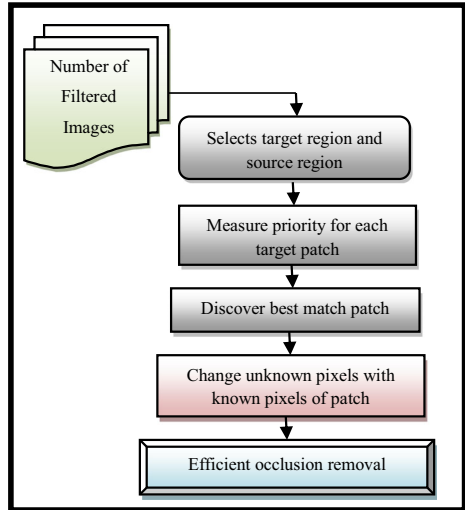 Number of
Filtered
Images
Selects target region and
source region
Measure priority for each
target patch
Discover best match patch
Change unknown pixels with
known pixels of patch
Efficient occlusion removal